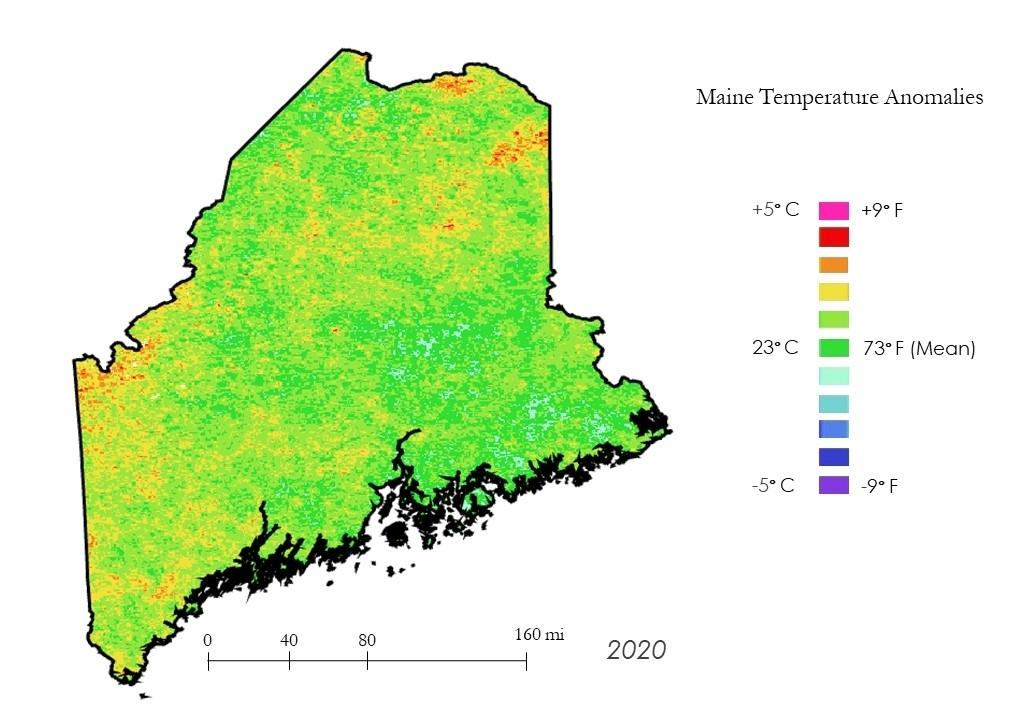 Maine Temperature Anomalies
+5° C +9° F
23° C 73° F (Mean)
-5° C -9° F
0 40 80 160 mi
2020